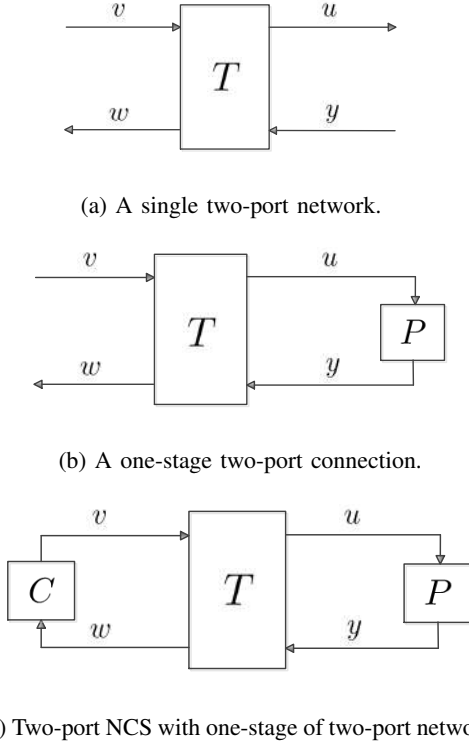 v
u
T
w
y
(a) A single two-port network.
v
u
T
P
w
y
(b) A one-stage two-port connection.
v
u
C
T
P
w
y
) Two-port NCS with one-stage of two-port netwo